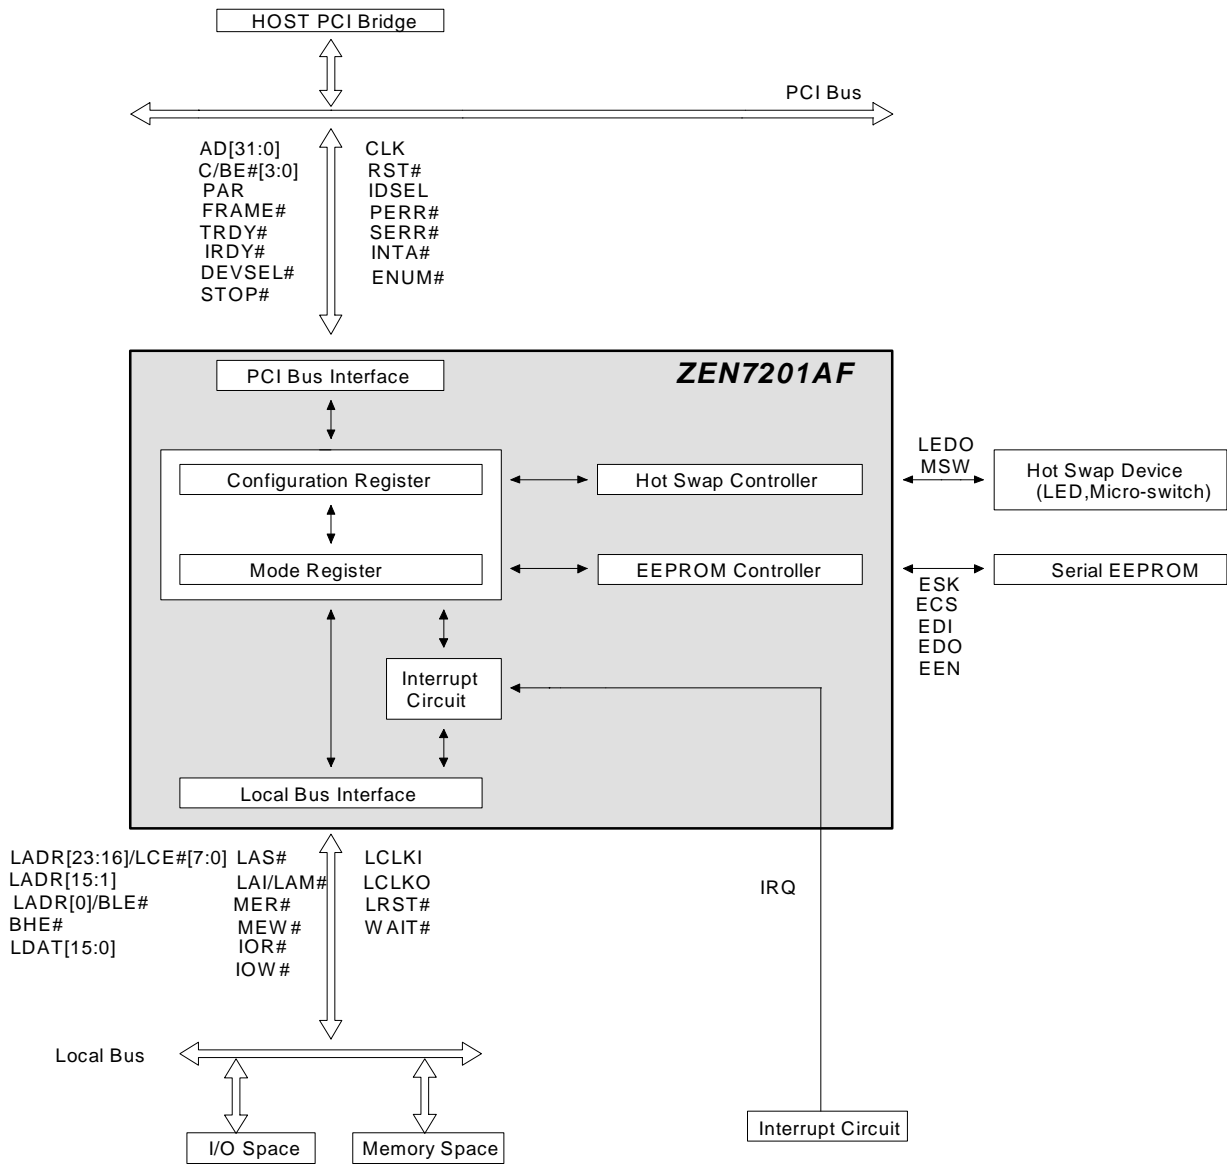 HOST PCI Bridge
PCI Bus
AD[31:0]
C/BE#[3:0]
PAR
FRAME#
TRDY#
IRDY#
DEVSEL#
STOP#
CLK
RST#
IDSEL
PERR#
SERR#
INTA#
ENUM#
ZEN7201AF
PCI Bus Interface
Configuration Register
Hot Swap Controller
LEDO
MSW
Hot Swap Device
(LED,Micro-switch)
Mode Register
EEPROM Controller
Serial EEPROM
ESK
ECS
EDI
EDO
EEN
Interrupt
Circuit
Local Bus Interface
LADR[23:16]/LCE#[7:0]
LADR[15:1]
LADR[0]/BLE#
BHE#
LDAT[15:0]
LAS#
LAI/LAM#
MER#
MEW#
IOR#
IOW#
LCLKI
LCLKO
LRST#
WAIT#
IRQ
Local Bus
I/O Space
Memory Space
Interrupt Circuit